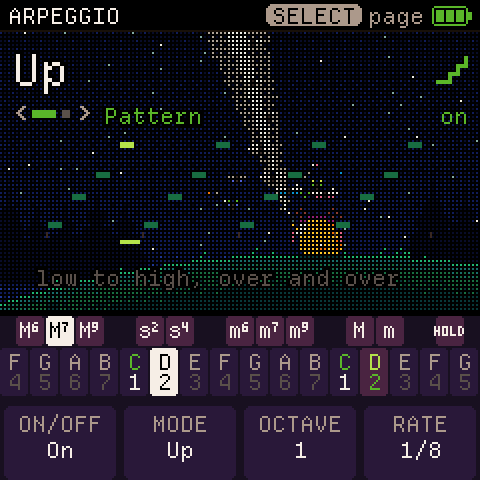 ARPEGGIO SELECT page
Up
< > Pattern on
low to high, over and over
M6 M7 M9 s2 s4 m6 m7 m9 M m HOLD
F G A B C D E F G A B C D E F G
4 5 6 7 1 2 3 4 5 6 7 1 2 3 4 5
ON/OFF MODE OCTAVE RATE
On Up 1 1/8